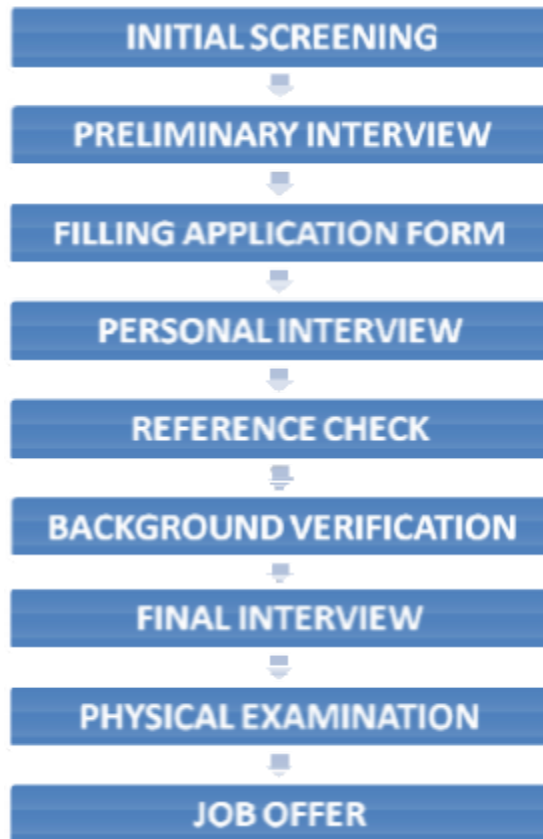 INITIAL SCREENING
PRELIMINARY INTERVIEW
FILLING APPLICATION FORM
PERSONAL INTERVIEW
REFERENCE CHECK
BACKGROUND VERIFICATION
FINAL INTERVIEW
PHYSICAL EXAMINATION
JOB OFFER